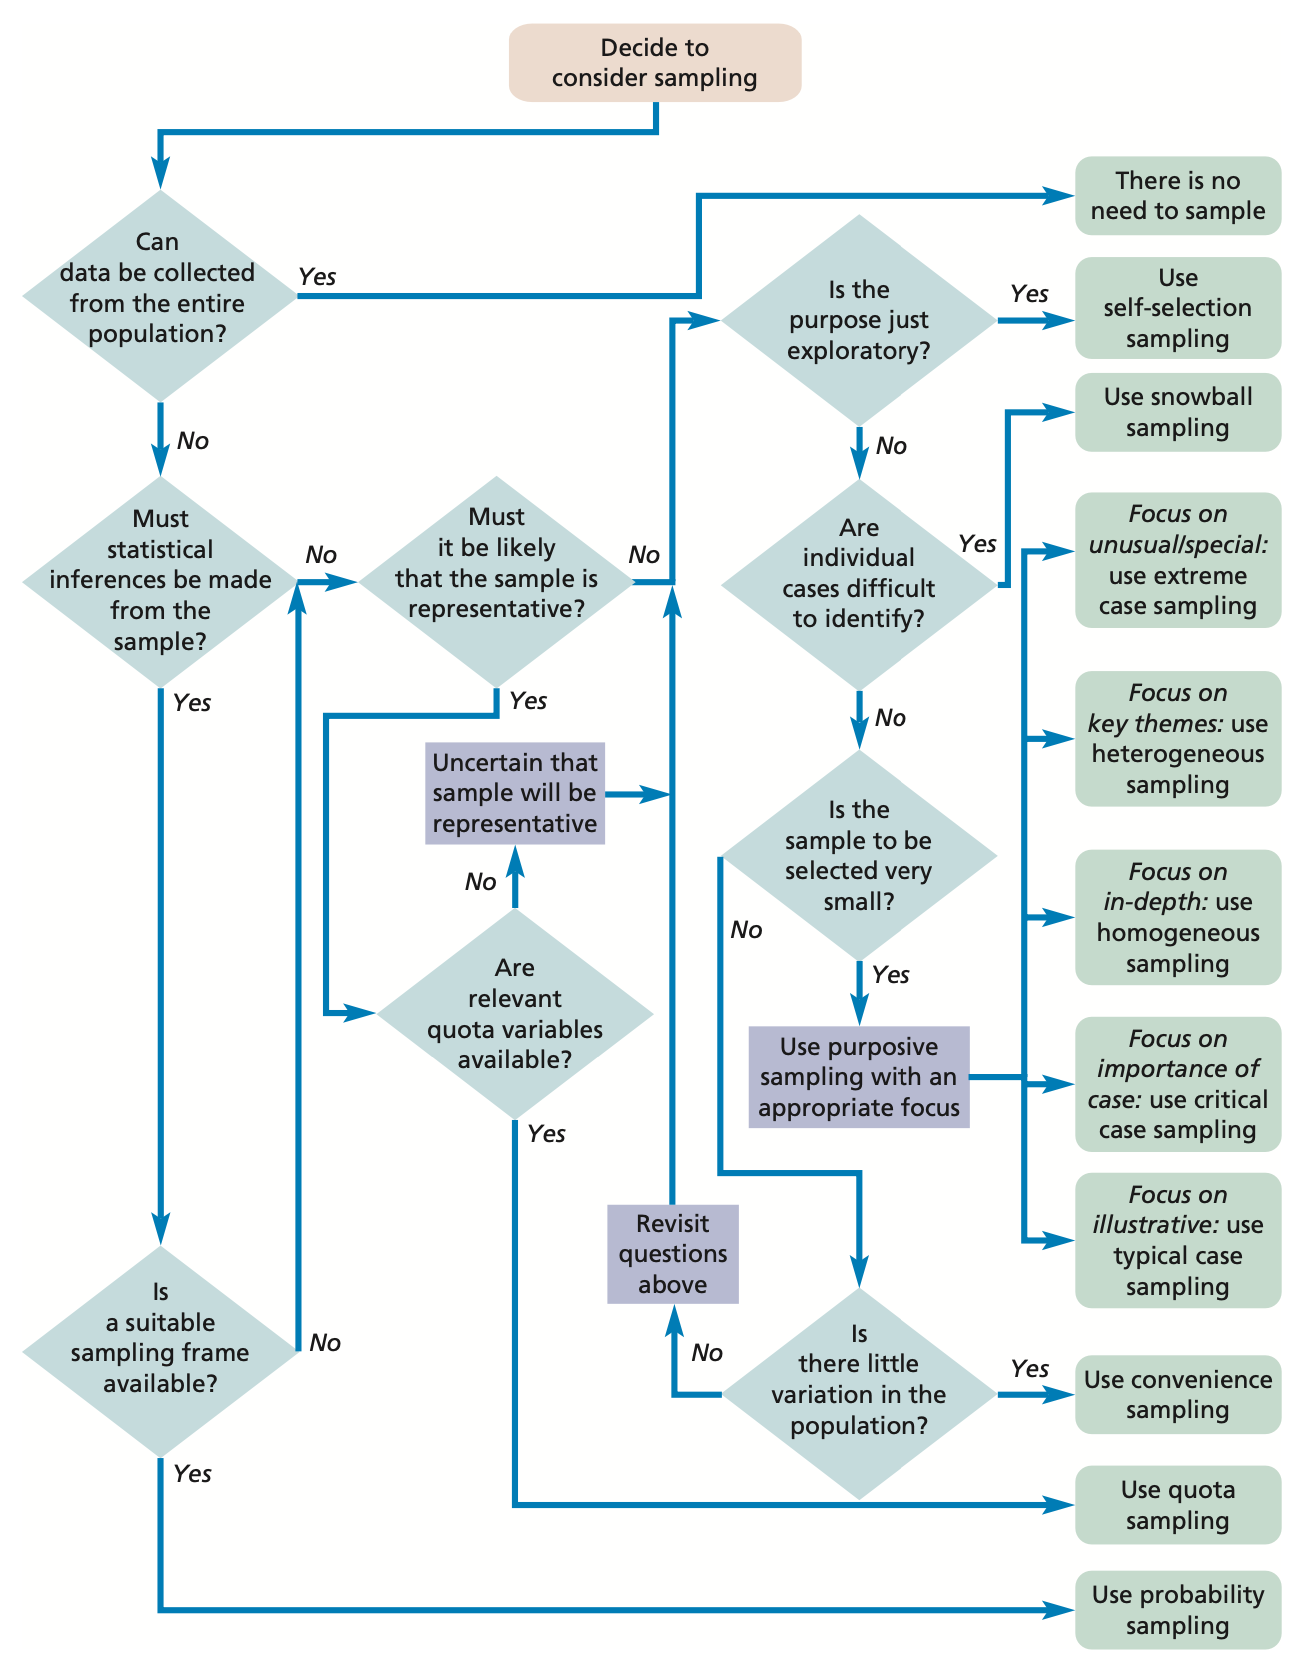 Decide to
consider sampling
There is no
need to sample
Can
data be collected
from the entire
population?
Yes
No
Is the
purpose just
exploratory?
Yes
No
Use
self-selection
sampling
Use snowball
sampling
Must
statistical
inferences be made
from the
sample?
No
Yes
Must
it be likely
that the sample is
representative?
No
Yes
Are
individual
cases difficult
to identify?
Yes
No
Focus on
unusual/special:
use extreme
case sampling
Focus on
key themes: use
heterogeneous
sampling
Uncertain that
sample will be
representative
No
Are
relevant
quota variables
available?
Yes
Is the
sample to be
selected very
small?
No
Yes
Focus on
in-depth: use
homogeneous
sampling
Use purposive
sampling with an
appropriate focus
Focus on
importance of
case: use critical
case sampling
Focus on
illustrative: use
typical case
sampling
Revisit
questions
above
No
Is
a suitable
sampling frame
available?
No
Yes
Is
there little
variation in the
population?
Yes
Use convenience
sampling
Use quota
sampling
Use probability
sampling